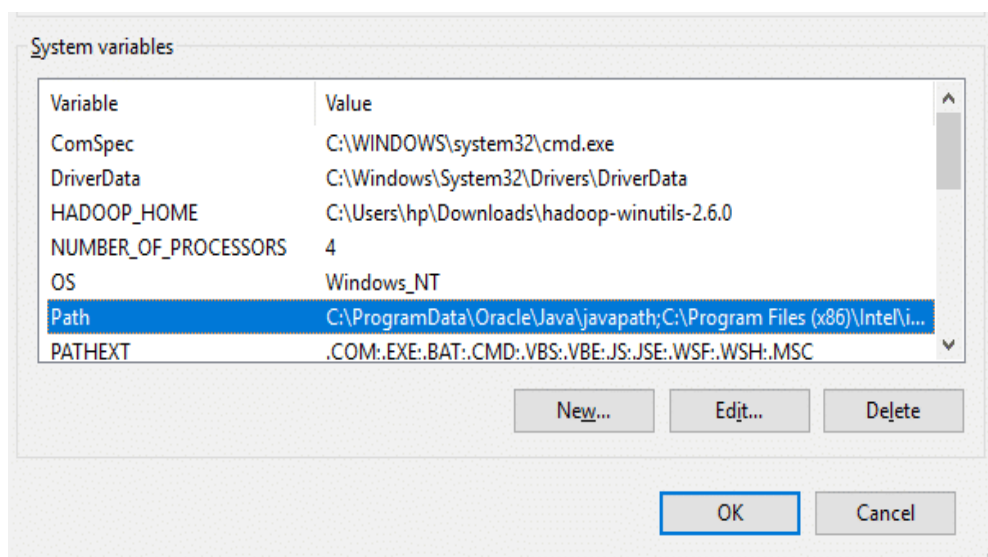 System variables
Variable Value
ComSpec C:\WINDOWS\system32\cmd.exe
DriverData C:\Windows\System32\Drivers\DriverData
HADOOP_HOME C:\Users\hp\Downloads\hadoop-winutils-2.6.0
NUMBER_OF_PROCESSORS 4
OS Windows_NT
Path C:\ProgramData\Oracle\Java\javapath;C:\Program Files (x86)\Intel\i...
PATHEXT .COM;.EXE;.BAT;.CMD;.VBS;.VBE;.JS;.JSE;.WSF;.WSH;.MSC
New... Edit... Delete
OK Cancel